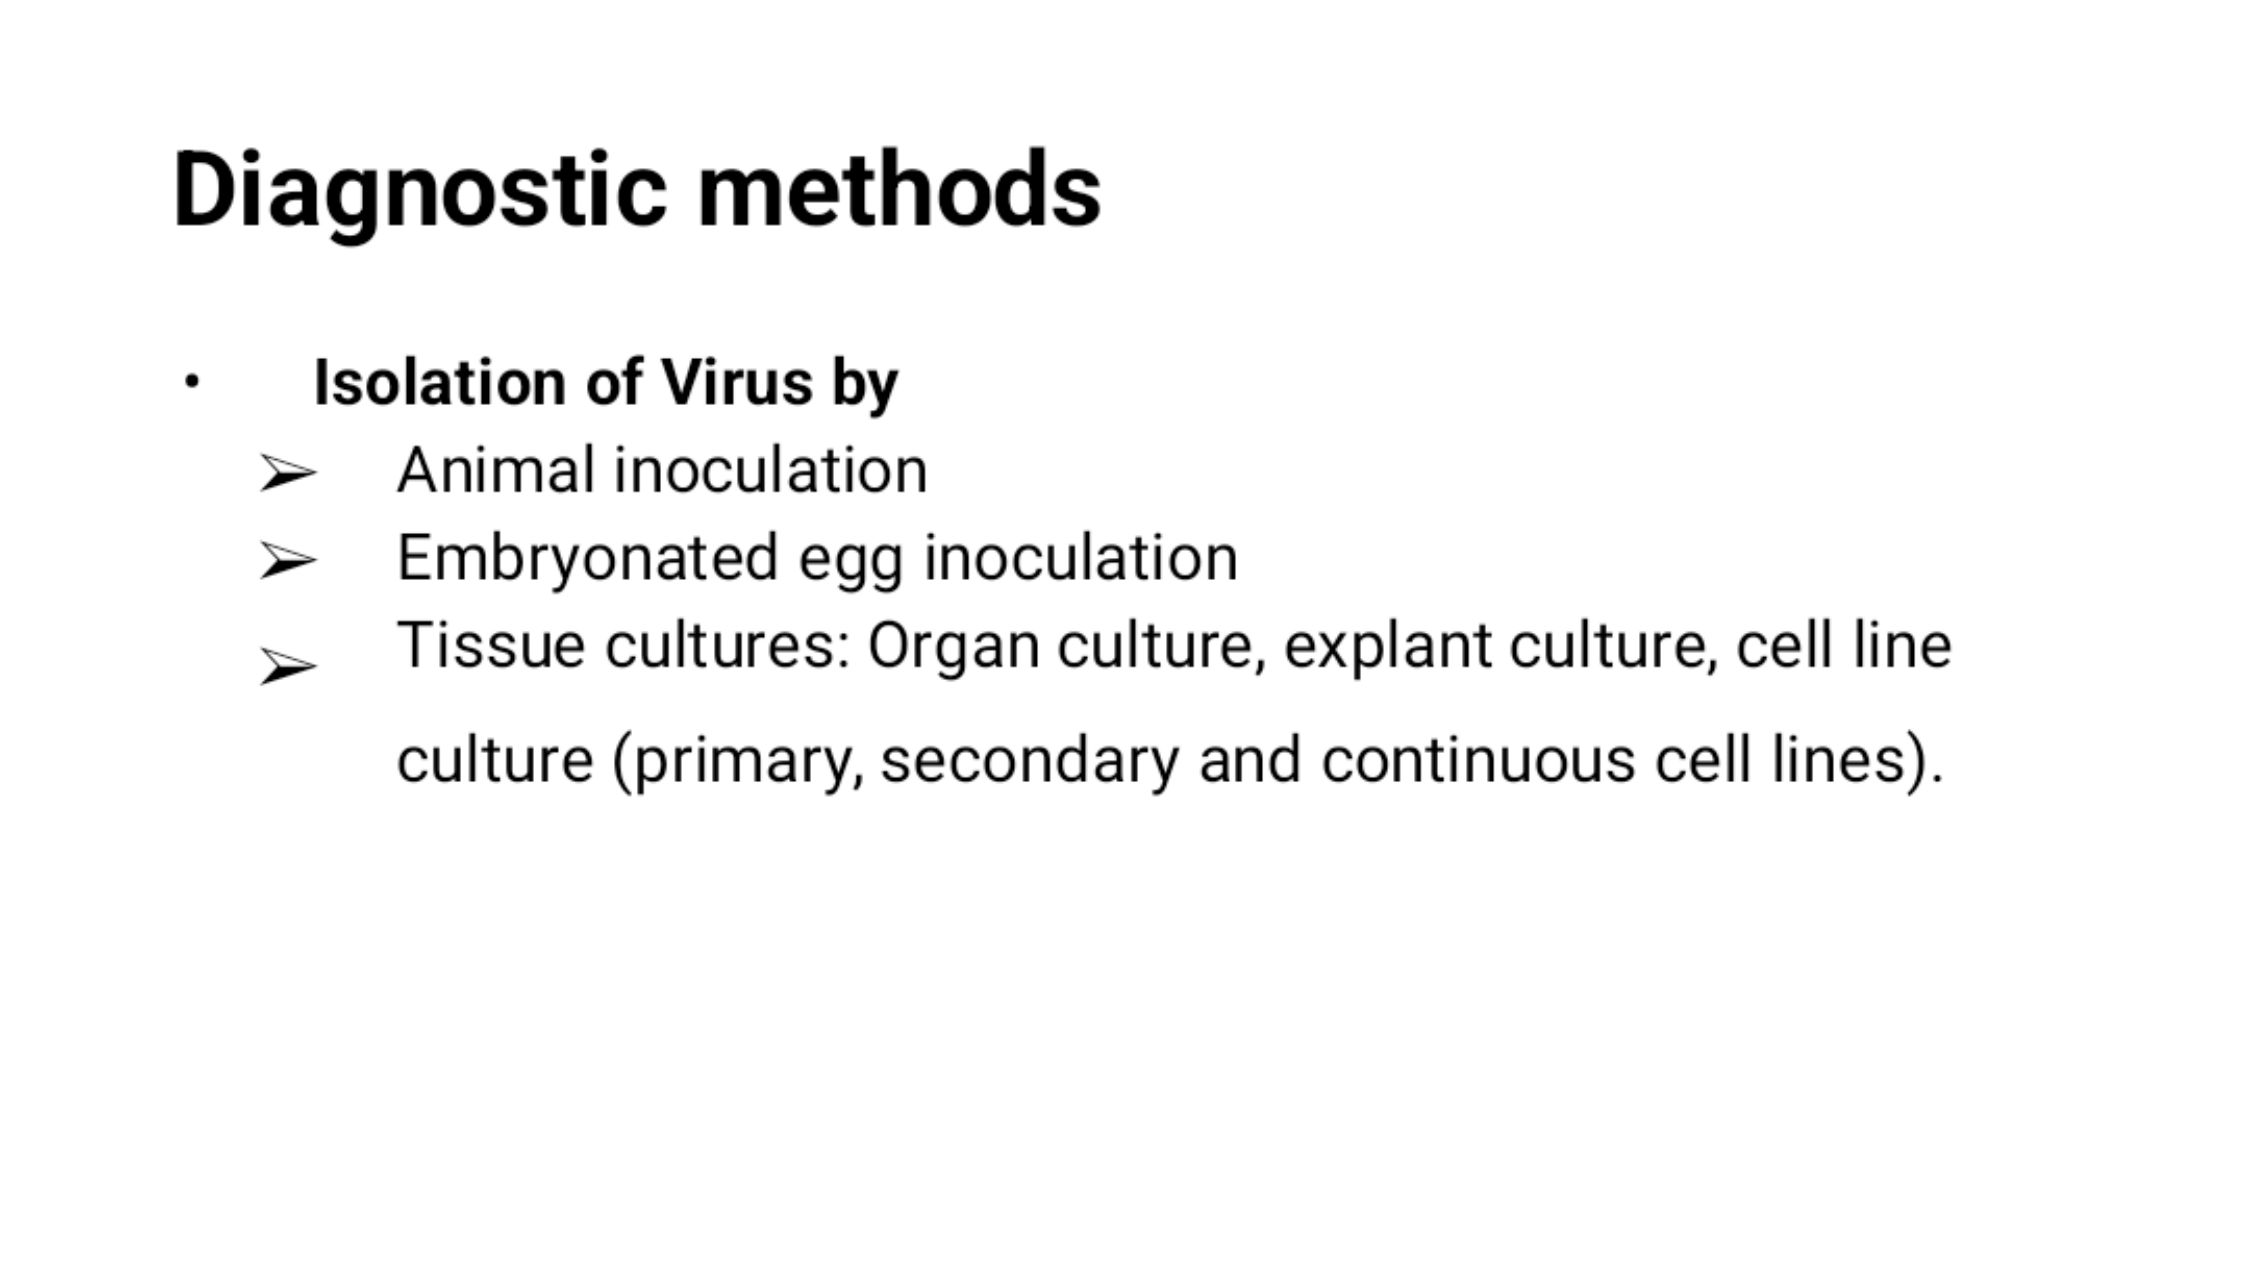 Diagnostic methods
• Isolation of Virus by
➢ Animal inoculation
➢ Embryonated egg inoculation
➢ Tissue cultures: Organ culture, explant culture, cell line
culture (primary, secondary and continuous cell lines).